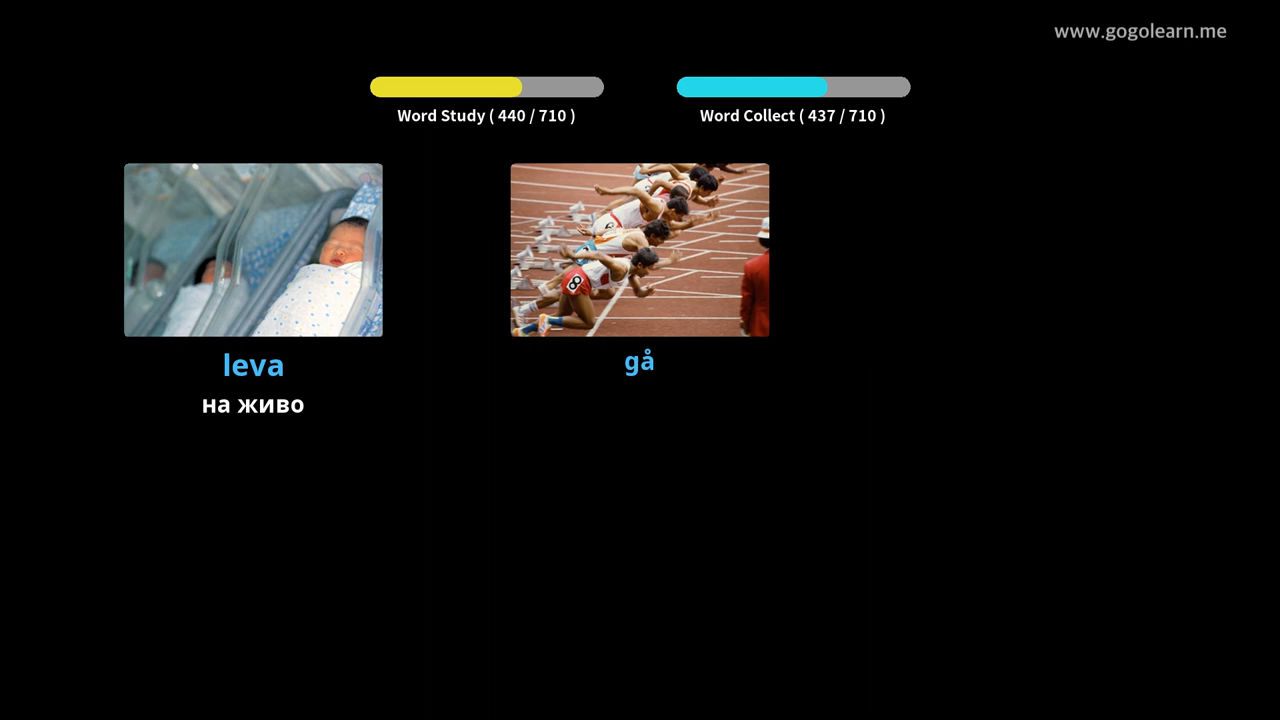 www.gogolearn.me
Word Study ( 440 / 710 )
Word Collect ( 437 / 710 )
leva
на живо
gå